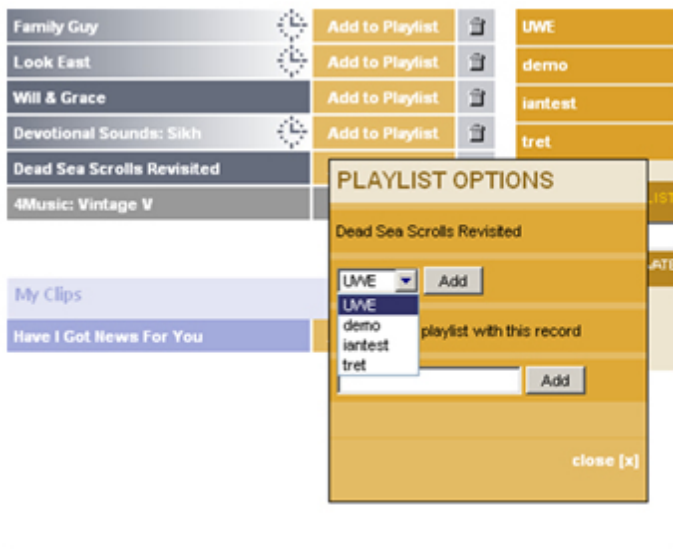 Family Guy Add to Playlist UWE
Look East Add to Playlist demo
Will & Grace Add to Playlist iantest
Devotional Sounds: Sikh Add to Playlist tret
Dead Sea Scrolls Revisited
4Music: Vintage V
PLAYLIST OPTIONS
Dead Sea Scrolls Revisited
UWE Add
UWE
demo
iantest
tret
playlist with this record
Add
close [x]
My Clips
Have I Got News For You